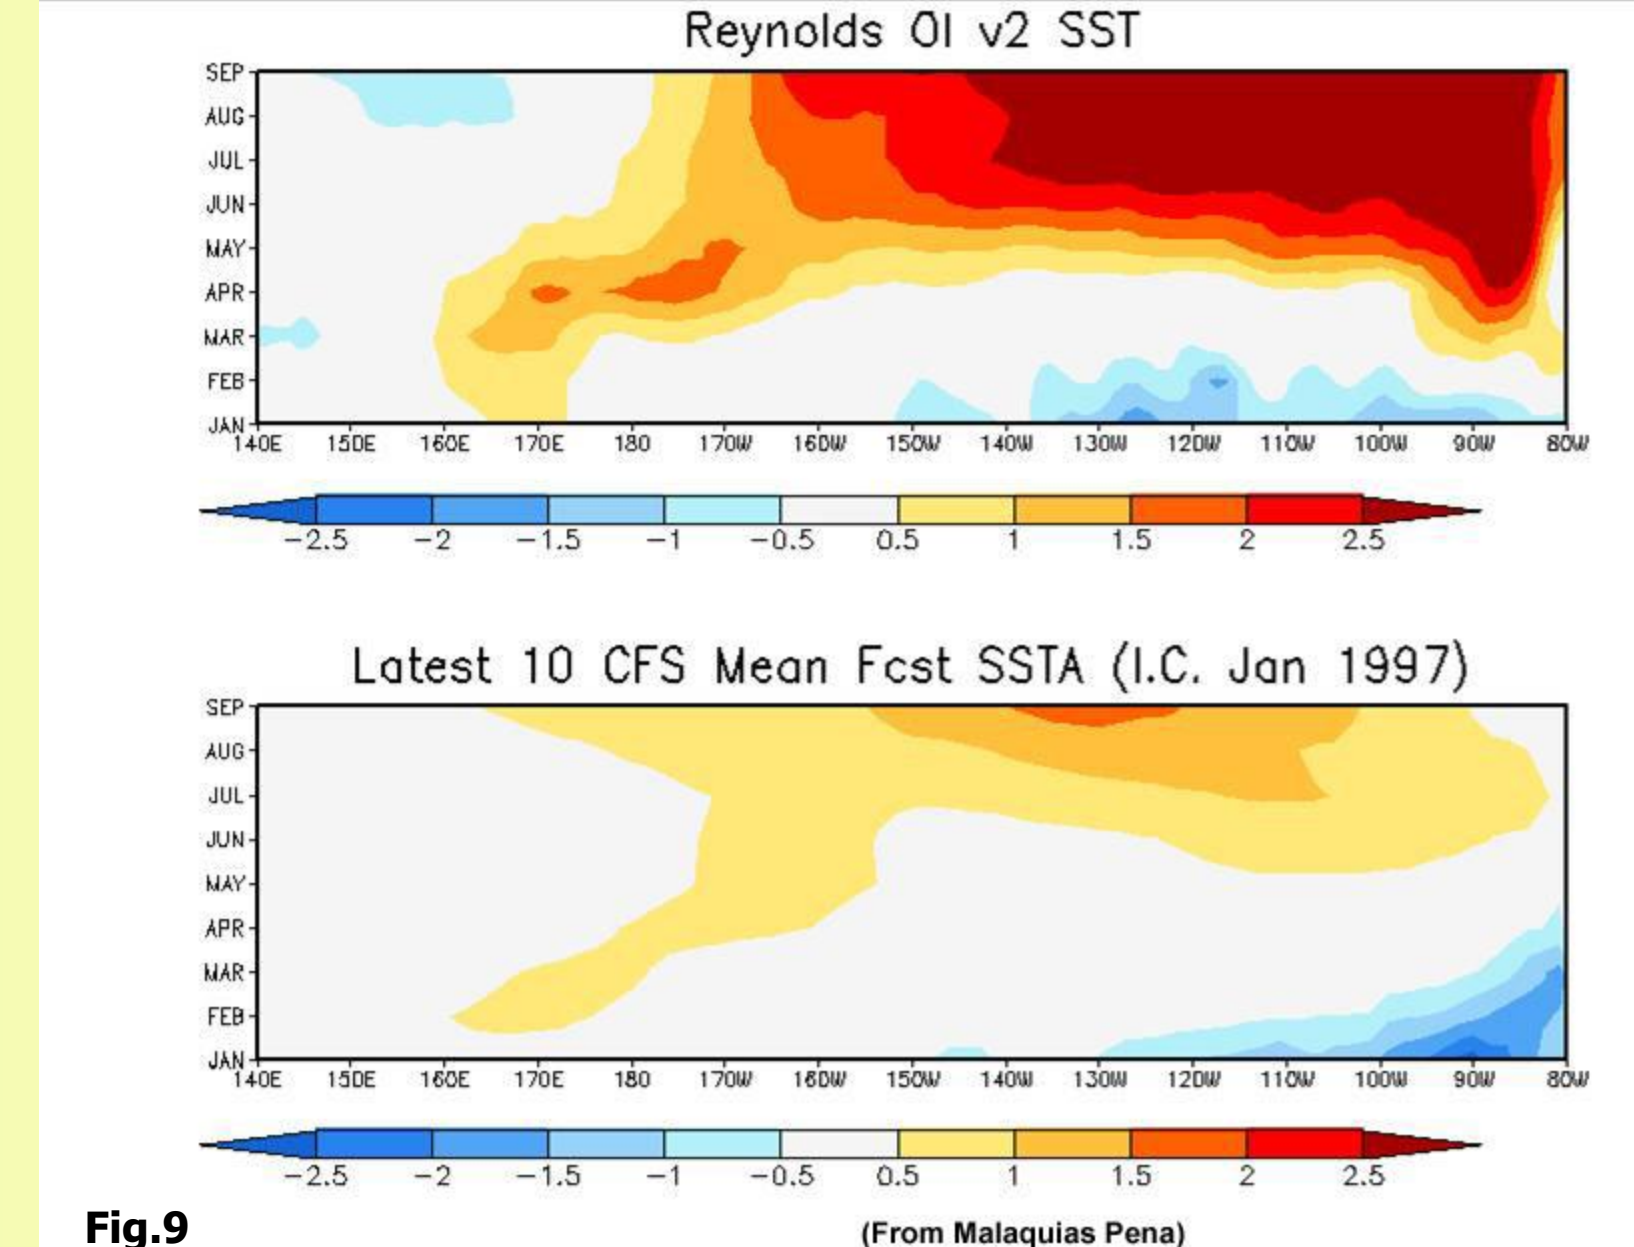 Reynolds OI v2 SST
SEP
AUG
JUL
JUN
MAY
APR
MAR
FEB
JAN
140E 150E 160E 170E 180 170W 160W 150W 140W 130W 120W 110W 100W 90W 80W
−2.5 −2 −1.5 −1 −0.5 0.5 1 1.5 2 2.5
Latest 10 CFS Mean Fcst SSTA (I.C. Jan 1997)
SEP
AUG
JUL
JUN
MAY
APR
MAR
FEB
JAN
140E 150E 160E 170E 180 170W 160W 150W 140W 130W 120W 110W 100W 90W 80W
−2.5 −2 −1.5 −1 −0.5 0.5 1 1.5 2 2.5
Fig.9
(From Malaquias Pena)